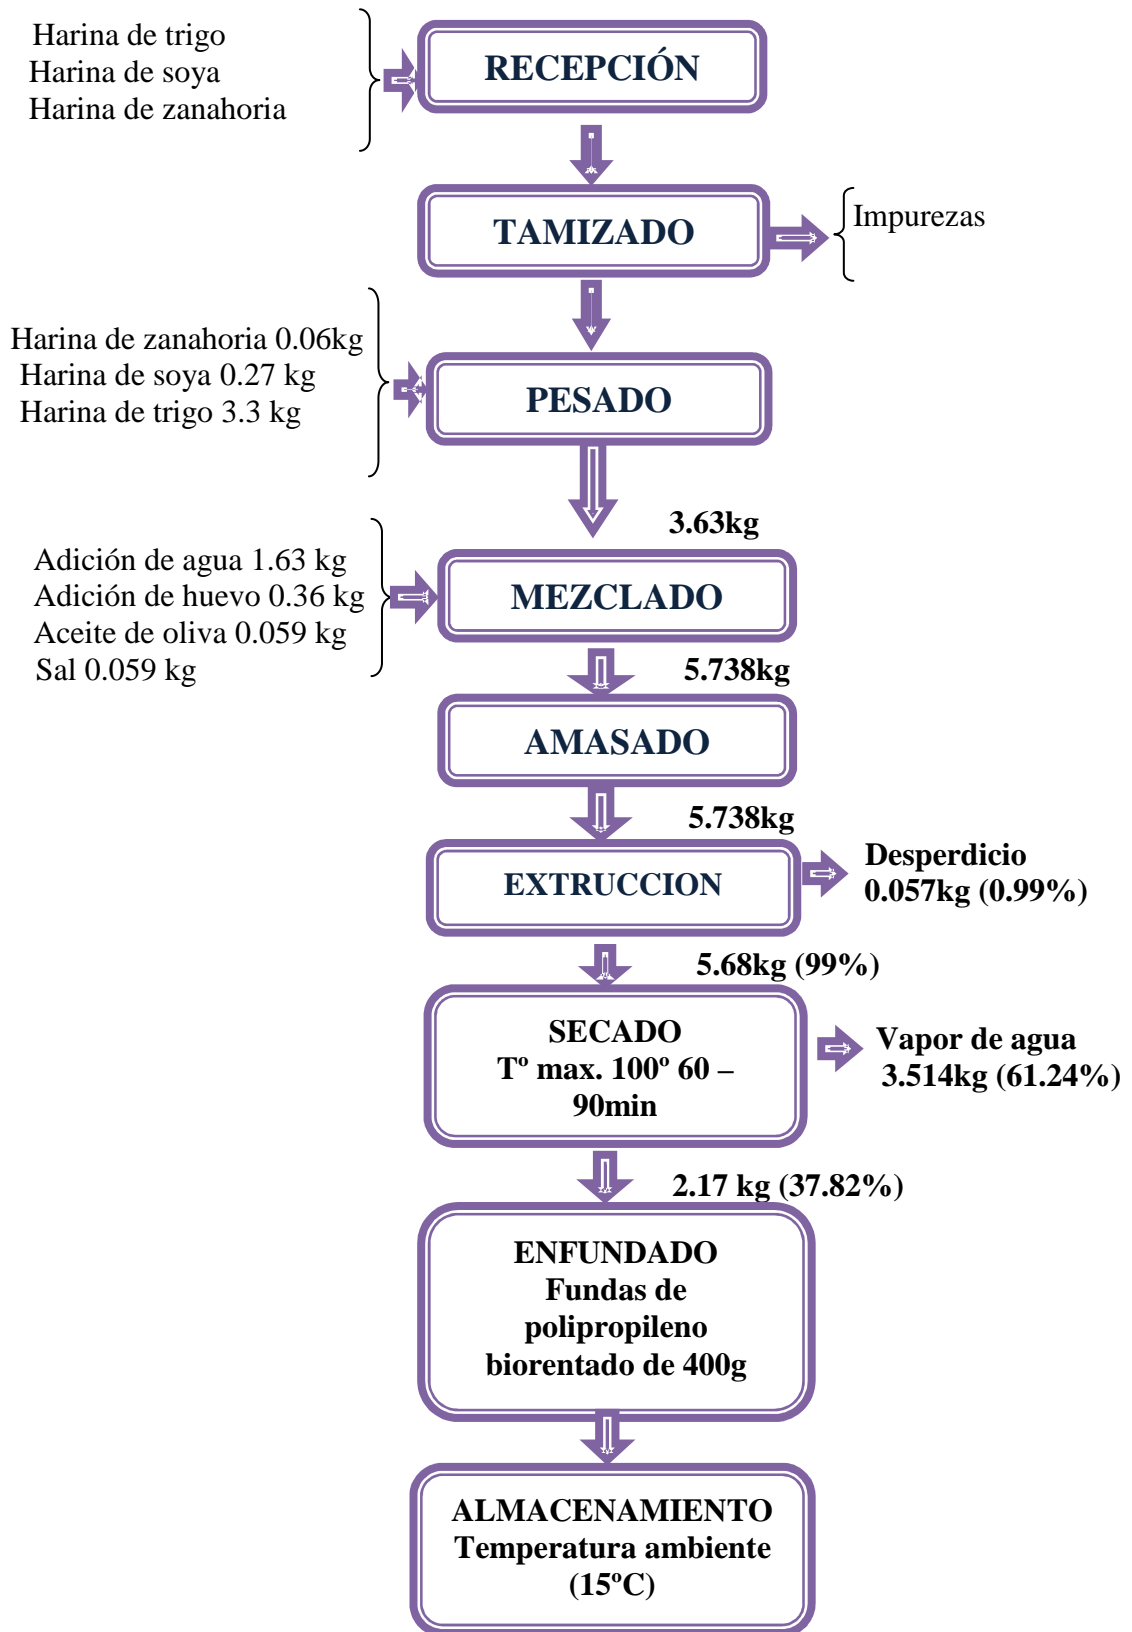 Harina de trigo
Harina de soya
Harina de zanahoria
RECEPCIÓN
TAMIZADO
Impurezas
Harina de zanahoria 0.06kg
Harina de soya 0.27 kg
Harina de trigo 3.3 kg
PESADO
3.63kg
Adición de agua 1.63 kg
Adición de huevo 0.36 kg
Aceite de oliva 0.059 kg
Sal 0.059 kg
MEZCLADO
5.738kg
AMASADO
5.738kg
EXTRUCCION
Desperdicio
0.057kg (0.99%)
5.68kg (99%)
SECADO
Tº max. 100º 60 –
90min
Vapor de agua
3.514kg (61.24%)
2.17 kg (37.82%)
ENFUNDADO
Fundas de
polipropileno
biorentado de 400g
ALMACENAMIENTO
Temperatura ambiente
(15ºC)